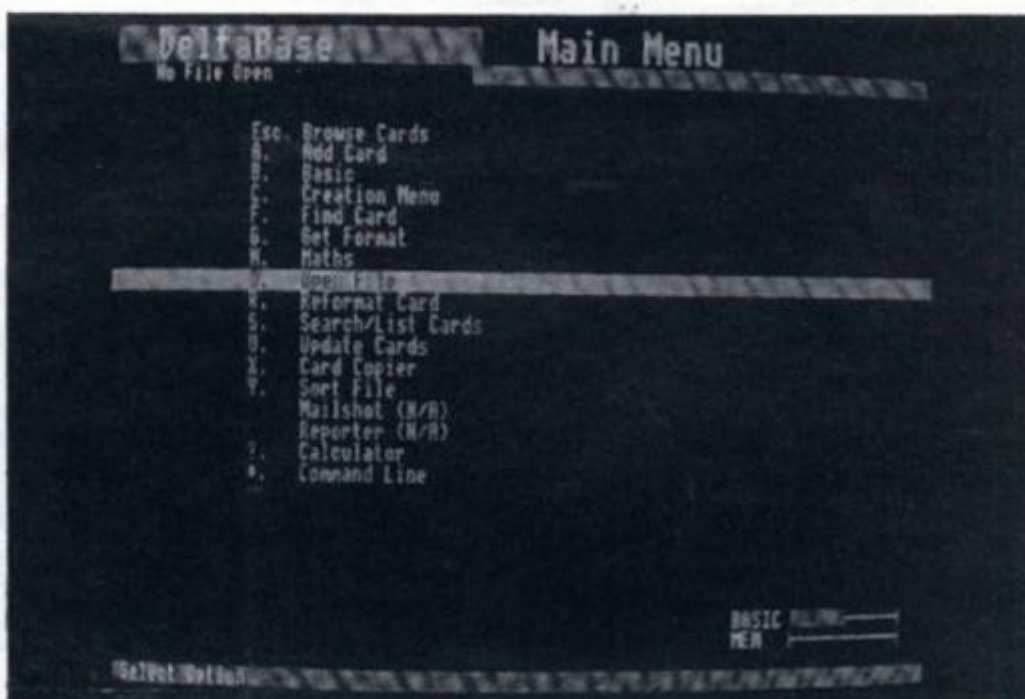 DeltaBase Main Menu
No File Open
Esc. Browse Cards
A. Add Card
B. Basic
C. Creation Menu
F. Find Card
G. Get Format
M. Maths
O. Open File
R. Reformat Card
S. Search/List Cards
U. Update Cards
X. Card Copier
Y. Sort File
Mailshot (N/A)
Reporter (N/A)
?. Calculator
*. Command Line
BASIC
MEM
Select Option